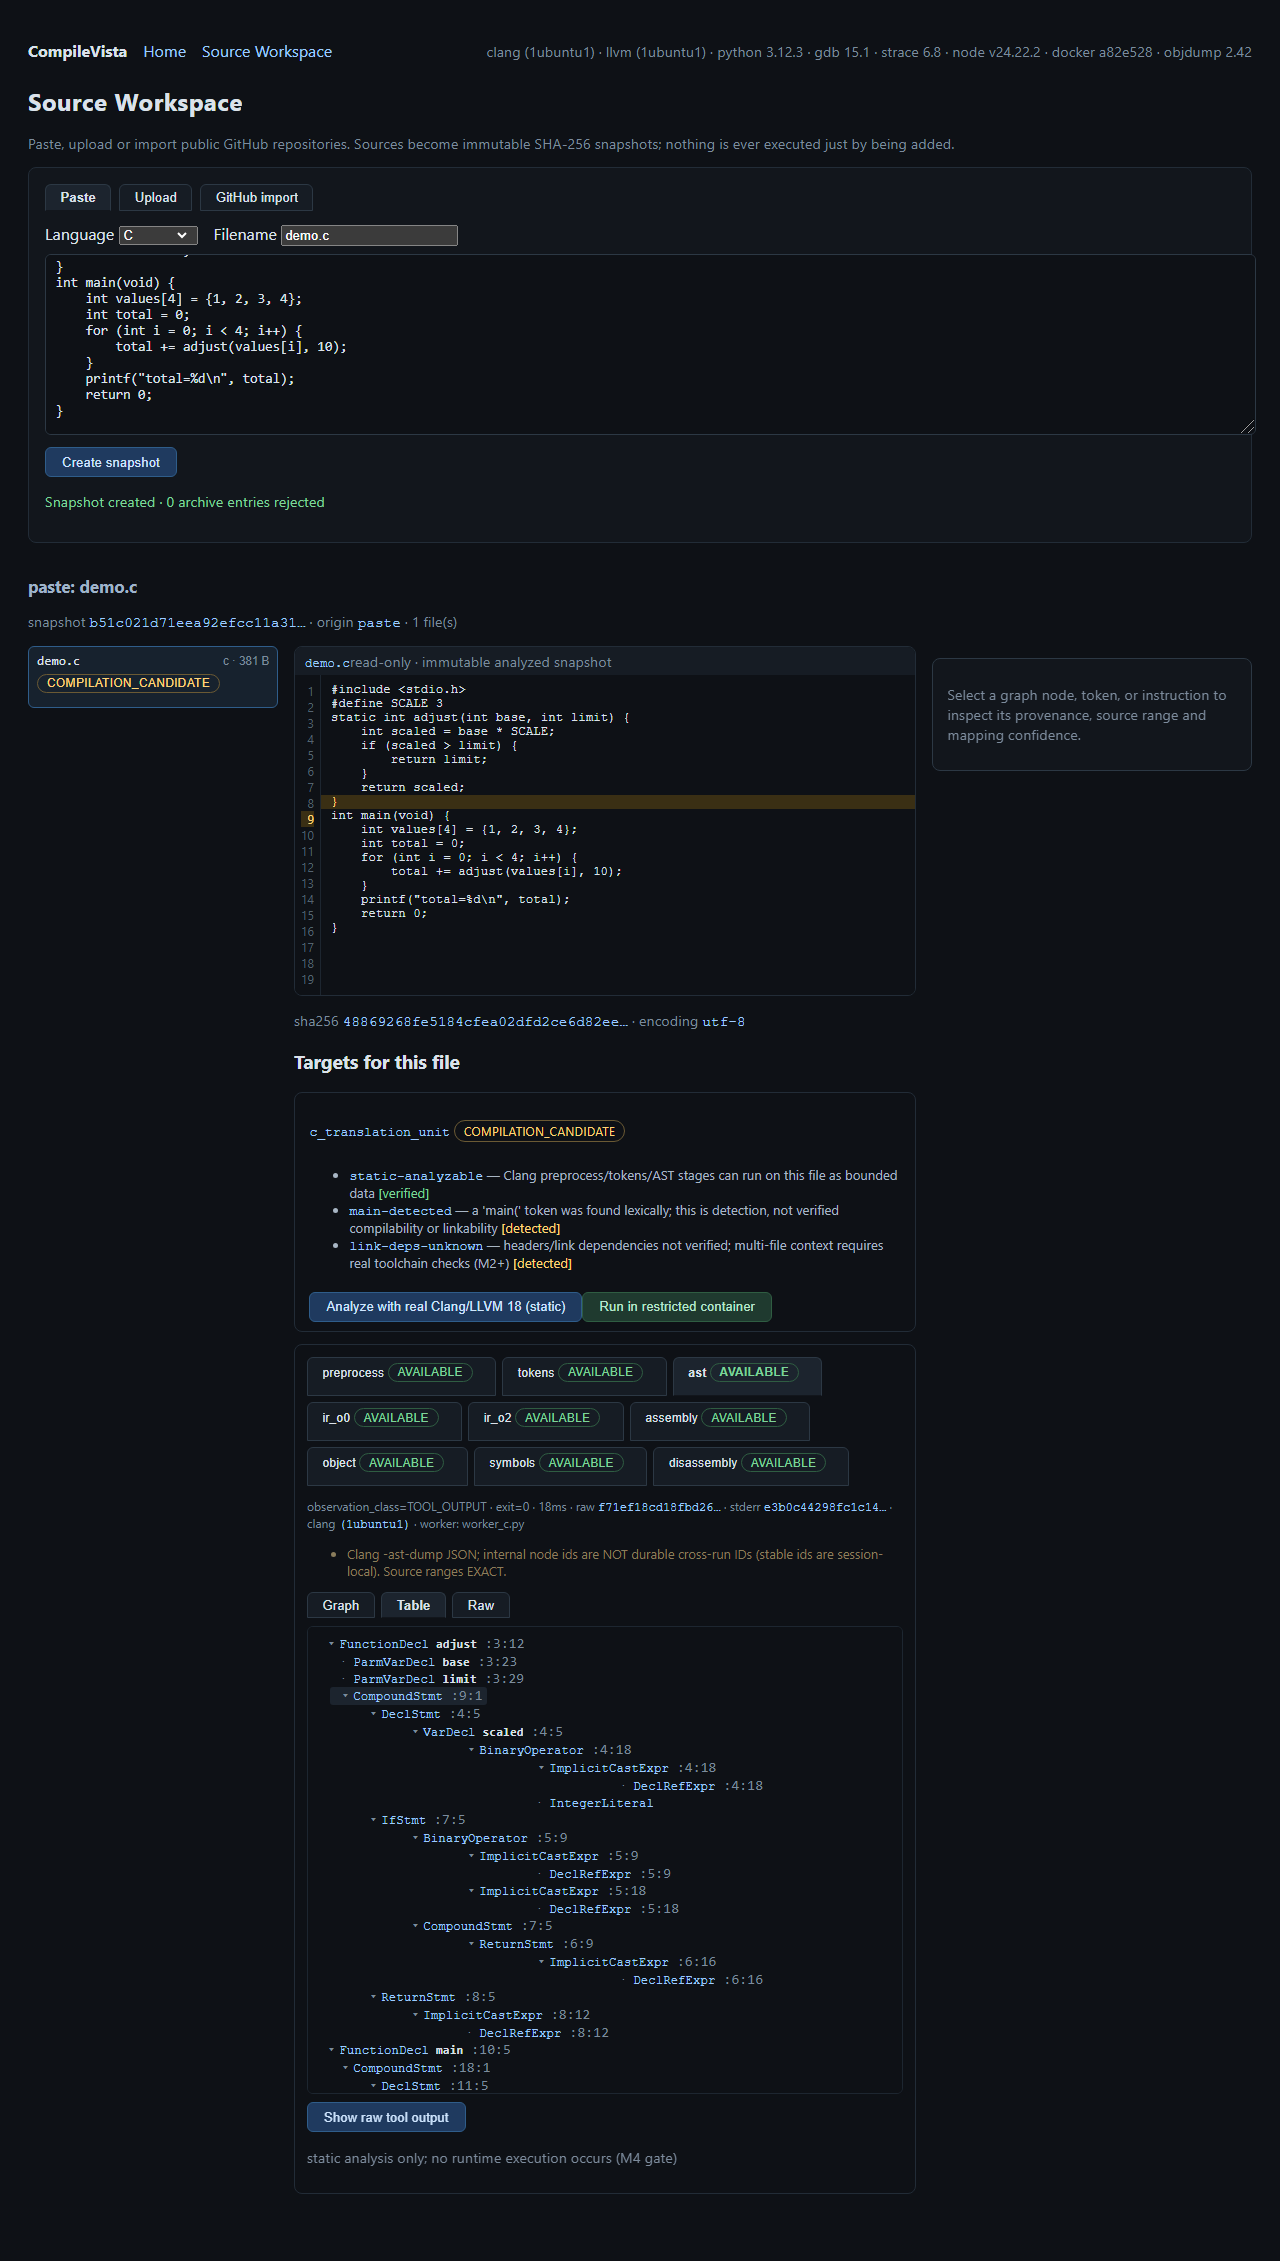 CompileVista Home Source Workspace clang (1ubuntu1) · llvm (1ubuntu1) · python 3.12.3 · gdb 15.1 · strace 6.8 · node v24.22.2 · docker a82e528 · objdump 2.42
Source Workspace
Paste, upload or import public GitHub repositories. Sources become immutable SHA-256 snapshots; nothing is ever executed just by being added.
Paste Upload GitHub import
Language C Filename demo.c
}
int main(void) {
    int values[4] = {1, 2, 3, 4};
    int total = 0;
    for (int i = 0; i < 4; i++) {
        total += adjust(values[i], 10);
    }
    printf("total=%d\n", total);
    return 0;
}
Create snapshot
Snapshot created · 0 archive entries rejected
paste: demo.c
snapshot b51c021d71eea92efcc11a31… · origin paste · 1 file(s)
demo.c c · 381 B
COMPILATION_CANDIDATE
demo.cread-only · immutable analyzed snapshot
1 #include <stdio.h>
2 #define SCALE 3
3 static int adjust(int base, int limit) {
4     int scaled = base * SCALE;
5     if (scaled > limit) {
6         return limit;
7     }
8     return scaled;
9 }
10 int main(void) {
11     int values[4] = {1, 2, 3, 4};
12     int total = 0;
13     for (int i = 0; i < 4; i++) {
14         total += adjust(values[i], 10);
15     }
16     printf("total=%d\n", total);
17     return 0;
18 }
19
Select a graph node, token, or instruction to
inspect its provenance, source range and
mapping confidence.
sha256 48869268fe5184cfea02dfd2ce6d82ee… · encoding utf-8
Targets for this file
c_translation_unit COMPILATION_CANDIDATE
• static-analyzable — Clang preprocess/tokens/AST stages can run on this file as bounded
data [verified]
• main-detected — a 'main(' token was found lexically; this is detection, not verified
compilability or linkability [detected]
• link-deps-unknown — headers/link dependencies not verified; multi-file context requires
real toolchain checks (M2+) [detected]
Analyze with real Clang/LLVM 18 (static) Run in restricted container
preprocess AVAILABLE tokens AVAILABLE ast AVAILABLE
ir_o0 AVAILABLE ir_o2 AVAILABLE assembly AVAILABLE
object AVAILABLE symbols AVAILABLE disassembly AVAILABLE
observation_class=TOOL_OUTPUT · exit=0 · 18ms · raw f71ef18cd18fbd26… · stderr e3b0c44298fc1c14… ·
clang (1ubuntu1) · worker: worker_c.py
• Clang -ast-dump JSON; internal node ids are NOT durable cross-run IDs (stable ids are session-
local). Source ranges EXACT.
Graph Table Raw
▾ FunctionDecl adjust :3:12
· ParmVarDecl base :3:23
· ParmVarDecl limit :3:29
▾ CompoundStmt :9:1
▾ DeclStmt :4:5
▾ VarDecl scaled :4:5
▾ BinaryOperator :4:18
▾ ImplicitCastExpr :4:18
· DeclRefExpr :4:18
· IntegerLiteral
▾ IfStmt :7:5
▾ BinaryOperator :5:9
▾ ImplicitCastExpr :5:9
· DeclRefExpr :5:9
▾ ImplicitCastExpr :5:18
· DeclRefExpr :5:18
▾ CompoundStmt :7:5
▾ ReturnStmt :6:9
▾ ImplicitCastExpr :6:16
· DeclRefExpr :6:16
▾ ReturnStmt :8:5
▾ ImplicitCastExpr :8:12
· DeclRefExpr :8:12
▾ FunctionDecl main :10:5
▾ CompoundStmt :18:1
▾ DeclStmt :11:5
Show raw tool output
static analysis only; no runtime execution occurs (M4 gate)